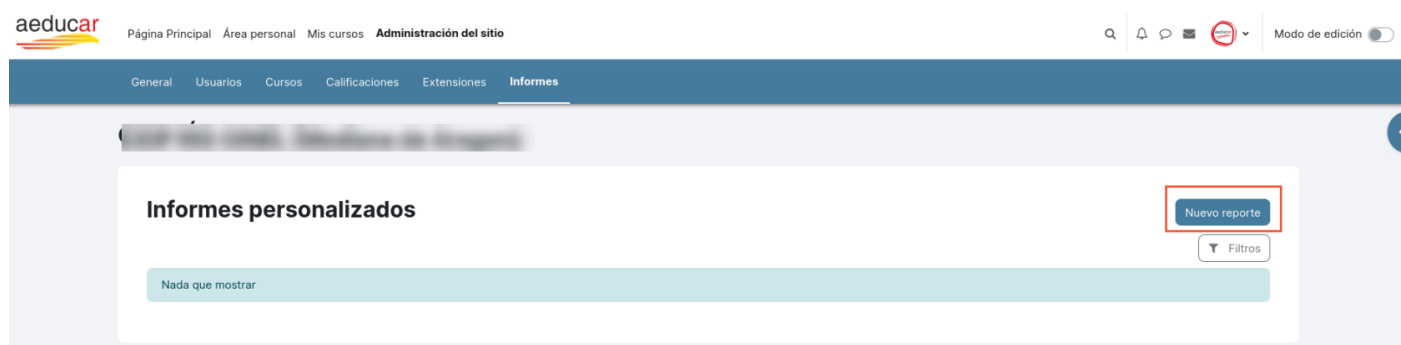 aeducar
Página Principal Área personal Mis cursos Administración del sitio
Modo de edición
General Usuarios Cursos Calificaciones Extensiones Informes
Informes personalizados
Nuevo reporte
Filtros
Nada que mostrar